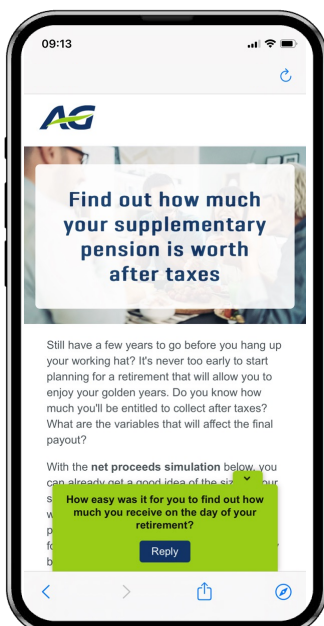 09:13
AG
Find out how much
your supplementary
pension is worth
after taxes
Still have a few years to go before you hang up
your working hat? It's never too early to start
planning for a retirement that will allow you to
enjoy your golden years. Do you know how
much you'll be entitled to collect after taxes?
What are the variables that will affect the final
payout?
With the net proceeds simulation below, you
can already get a good idea of the
How easy was it for you to find out how
much you receive on the day of your
retirement?
Reply